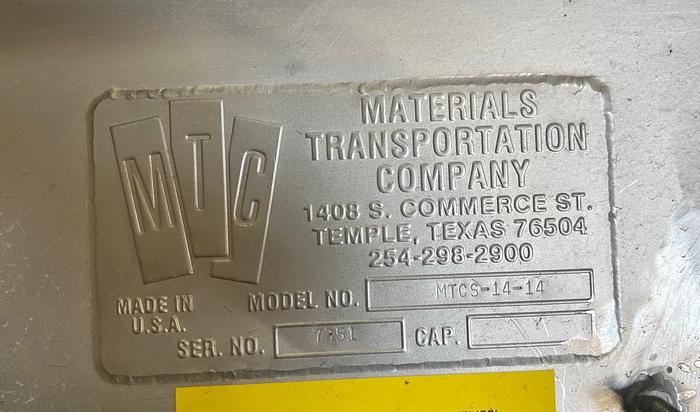 MTC
MATERIALS
TRANSPORTATION
COMPANY
1408 S. COMMERCE ST.
TEMPLE, TEXAS 76504
254-298-2900
MADE IN
U.S.A.
MODEL NO. MTCS-14-14
SER. NO. 7351 CAP.